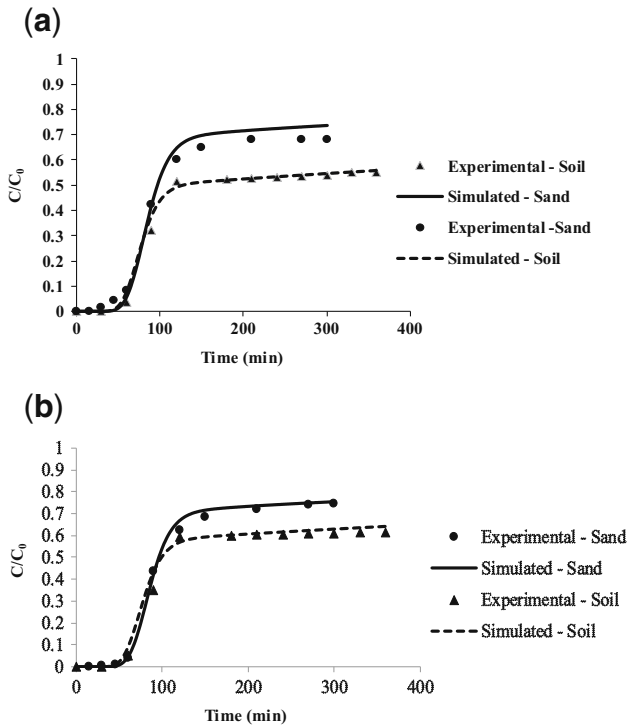 (a)
1
0.9
0.8
0.7
0.6
0.5
0.4
0.3
0.2
0.1
0
C/C0
0
100
200
300
400
Time (min)
Experimental - Soil
Simulated - Sand
Experimental -Sand
Simulated - Soil
(b)
1
0.9
0.8
0.7
0.6
0.5
0.4
0.3
0.2
0.1
0
C/C0
0
100
200
300
400
Time (min)
Experimental - Sand
Simulated - Sand
Experimental - Soil
Simulated - Soil